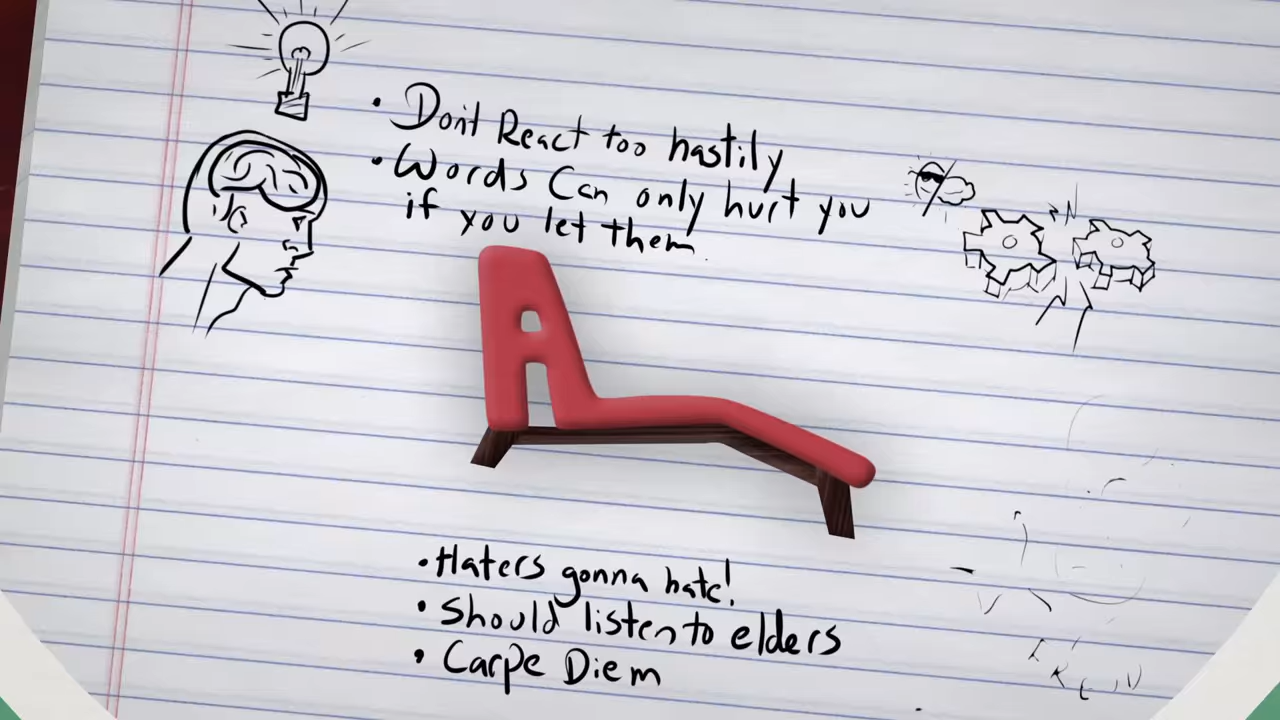 • Don't React too hastily
• Words Can only hurt you
if you let them.
A
• Haters gonna hate!
• Should listen to elders
• Carpe Diem